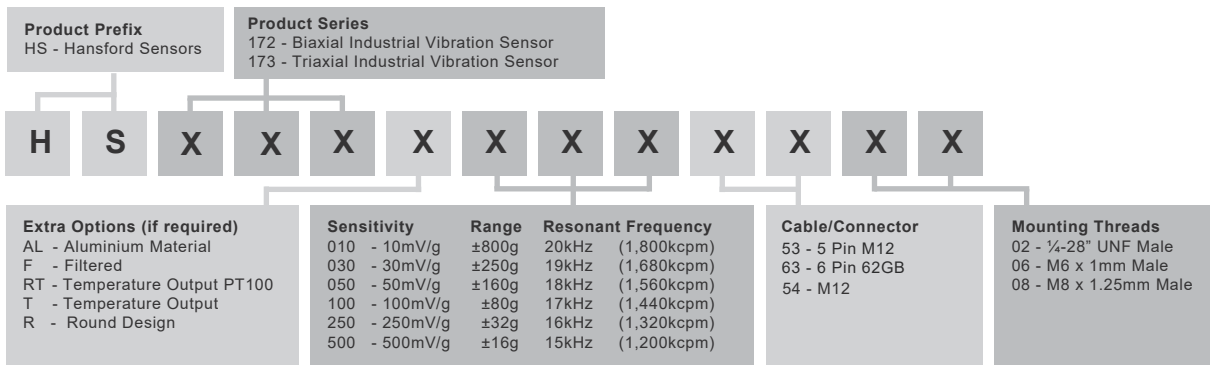 Product Prefix
HS - Hansford Sensors
Product Series
172 - Biaxial Industrial Vibration Sensor
173 - Triaxial Industrial Vibration Sensor
H S X X X X X X X X X X X
Extra Options (if required)
AL - Aluminium Material
F - Filtered
RT - Temperature Output PT100
T - Temperature Output
R - Round Design
Sensitivity Range Resonant Frequency
010 - 10mV/g ±800g 20kHz (1,800kcpm)
030 - 30mV/g ±250g 19kHz (1,680kcpm)
050 - 50mV/g ±160g 18kHz (1,560kcpm)
100 - 100mV/g ±80g 17kHz (1,440kcpm)
250 - 250mV/g ±32g 16kHz (1,320kcpm)
500 - 500mV/g ±16g 15kHz (1,200kcpm)
Cable/Connector
53 - 5 Pin M12
63 - 6 Pin 62GB
54 - M12
Mounting Threads
02 - ¼-28” UNF Male
06 - M6 x 1mm Male
08 - M8 x 1.25mm Male